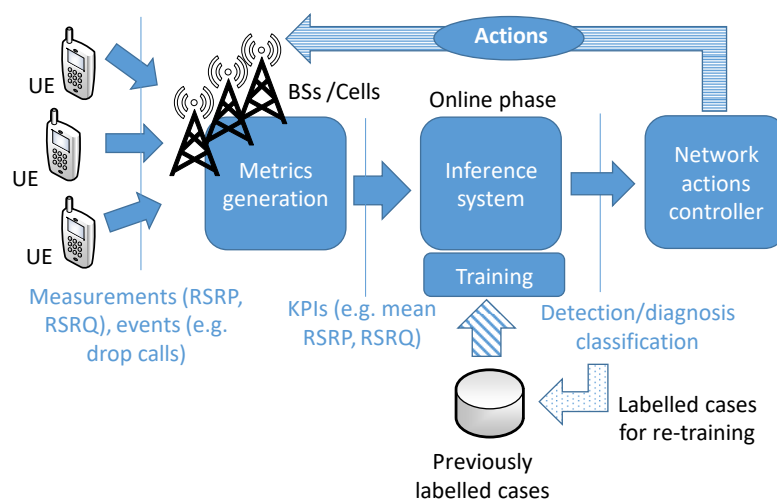 Actions
UE
BSs /Cells
Online phase
UE
Metrics
generation
Inference
system
Network
actions
controller
UE
Training
Measurements (RSRP,
RSRQ), events (e.g.
drop calls)
KPIs (e.g. mean
RSRP, RSRQ)
Detection/diagnosis
classification
Labelled cases
for re-training
Previously
labelled cases